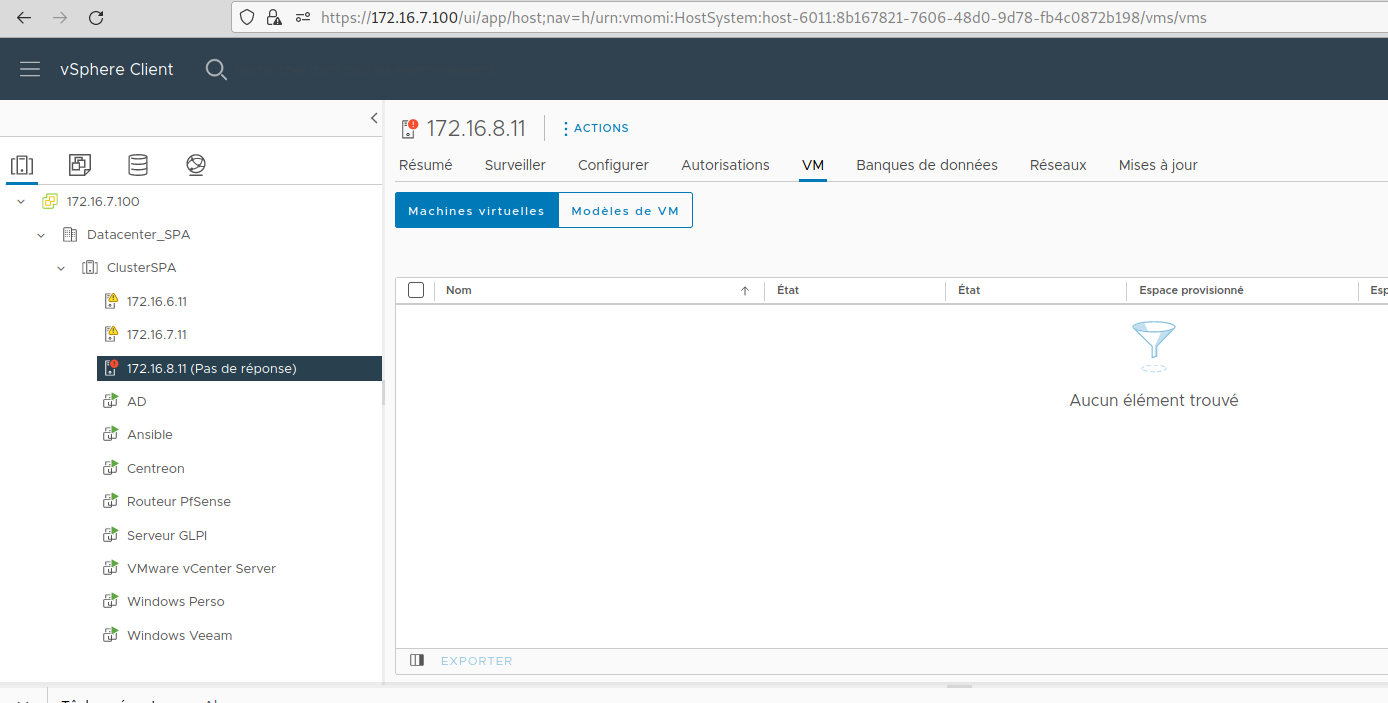 https://172.16.7.100/ui/app/host;nav=h/urn:vmomi:HostSystem:host-6011:8b167821-7606-48d0-9d78-fb4c0872b198/vms/vms
vSphere Client
172.16.8.11
ACTIONS
Résumé Surveiller Configurer Autorisations VM Banques de données Réseaux Mises à jour
172.16.7.100
Datacenter_SPA
ClusterSPA
172.16.6.11
172.16.7.11
172.16.8.11 (Pas de réponse)
AD
Ansible
Centreon
Routeur PfSense
Serveur GLPI
VMware vCenter Server
Windows Perso
Windows Veeam
Machines virtuelles Modèles de VM
Nom État État Espace provisionné Esp
Aucun élément trouvé
EXPORTER